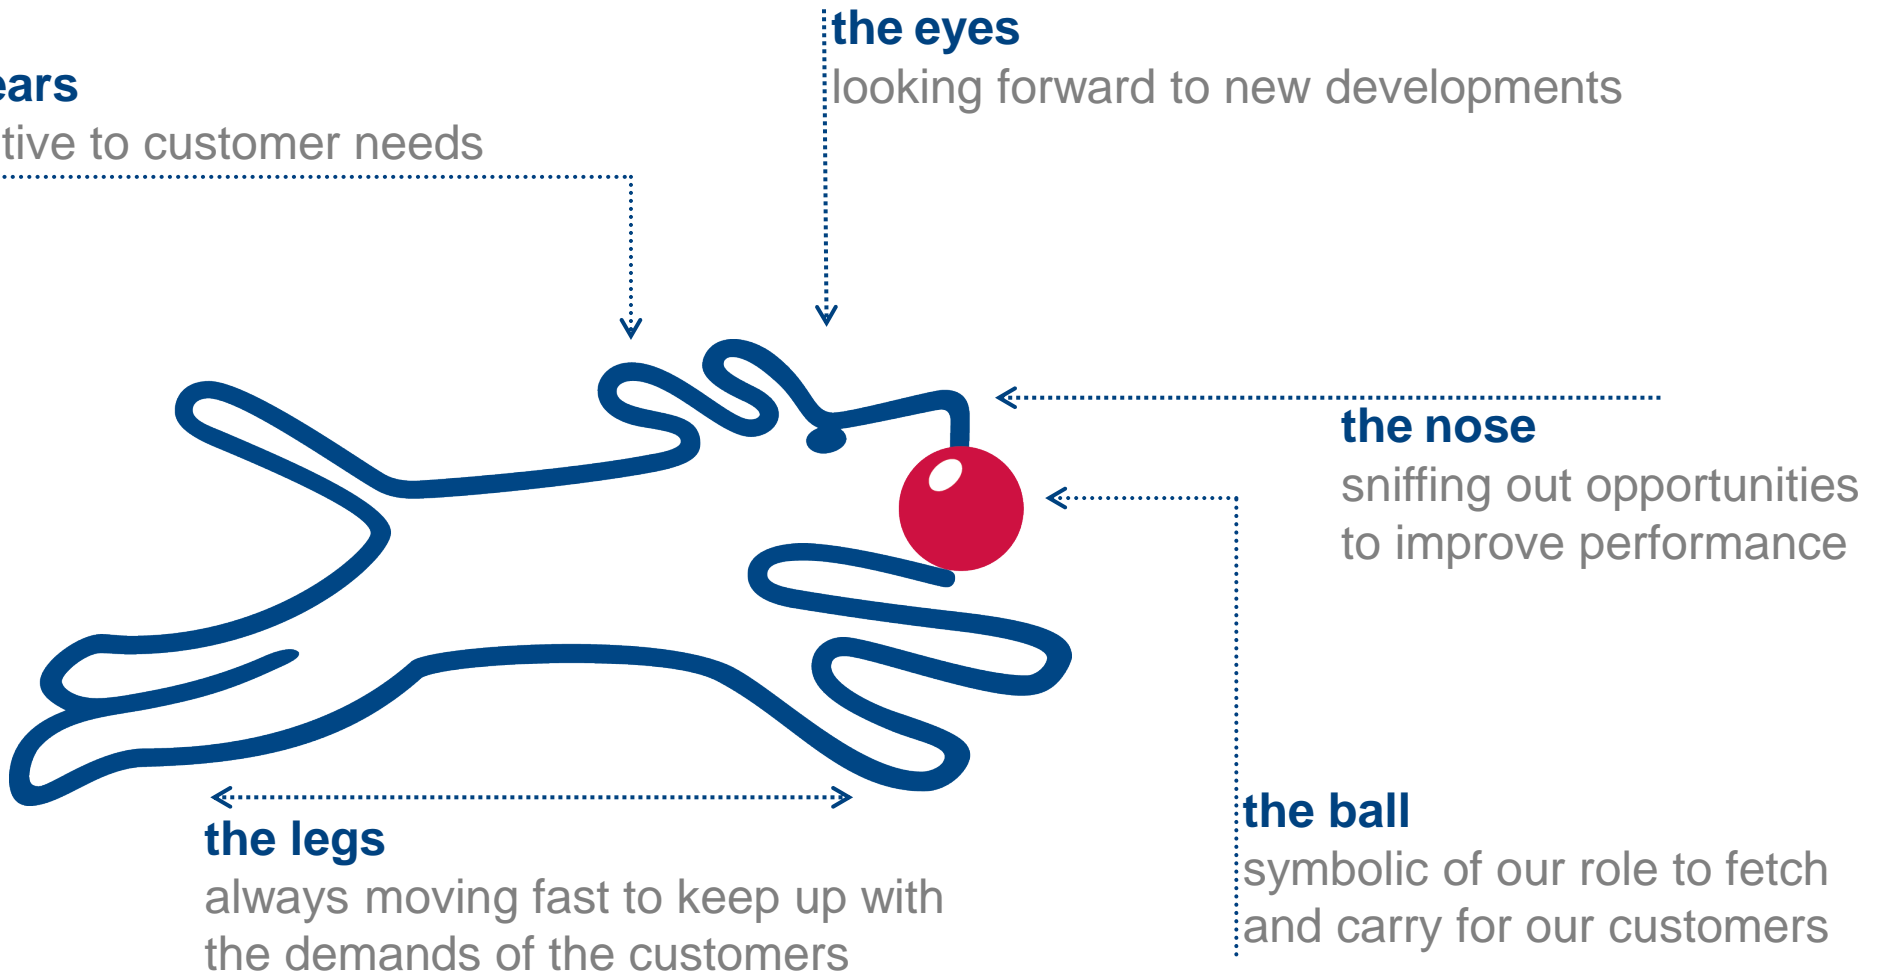 the eyes
looking forward to new developments
ears
tive to customer needs
the nose
sniffing out opportunities
to improve performance
the legs
always moving fast to keep up with
the demands of the customers
the ball
symbolic of our role to fetch
and carry for our customers